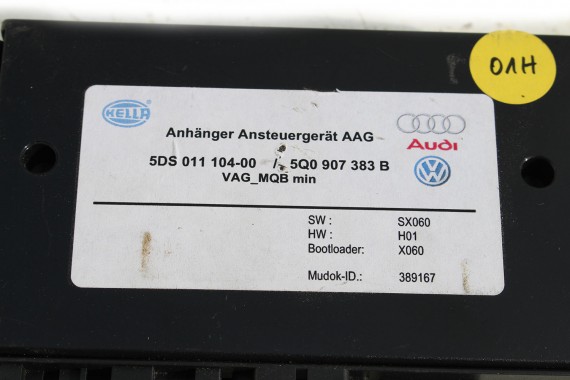 01H
HELLA
Anhänger Ansteuergerät AAG
Audi
5DS 011 104-00 / 5Q0 907 383 B
VAG_MQB min
SW : SX060
HW : H01
Bootloader: X060
Mudok-ID.: 389167